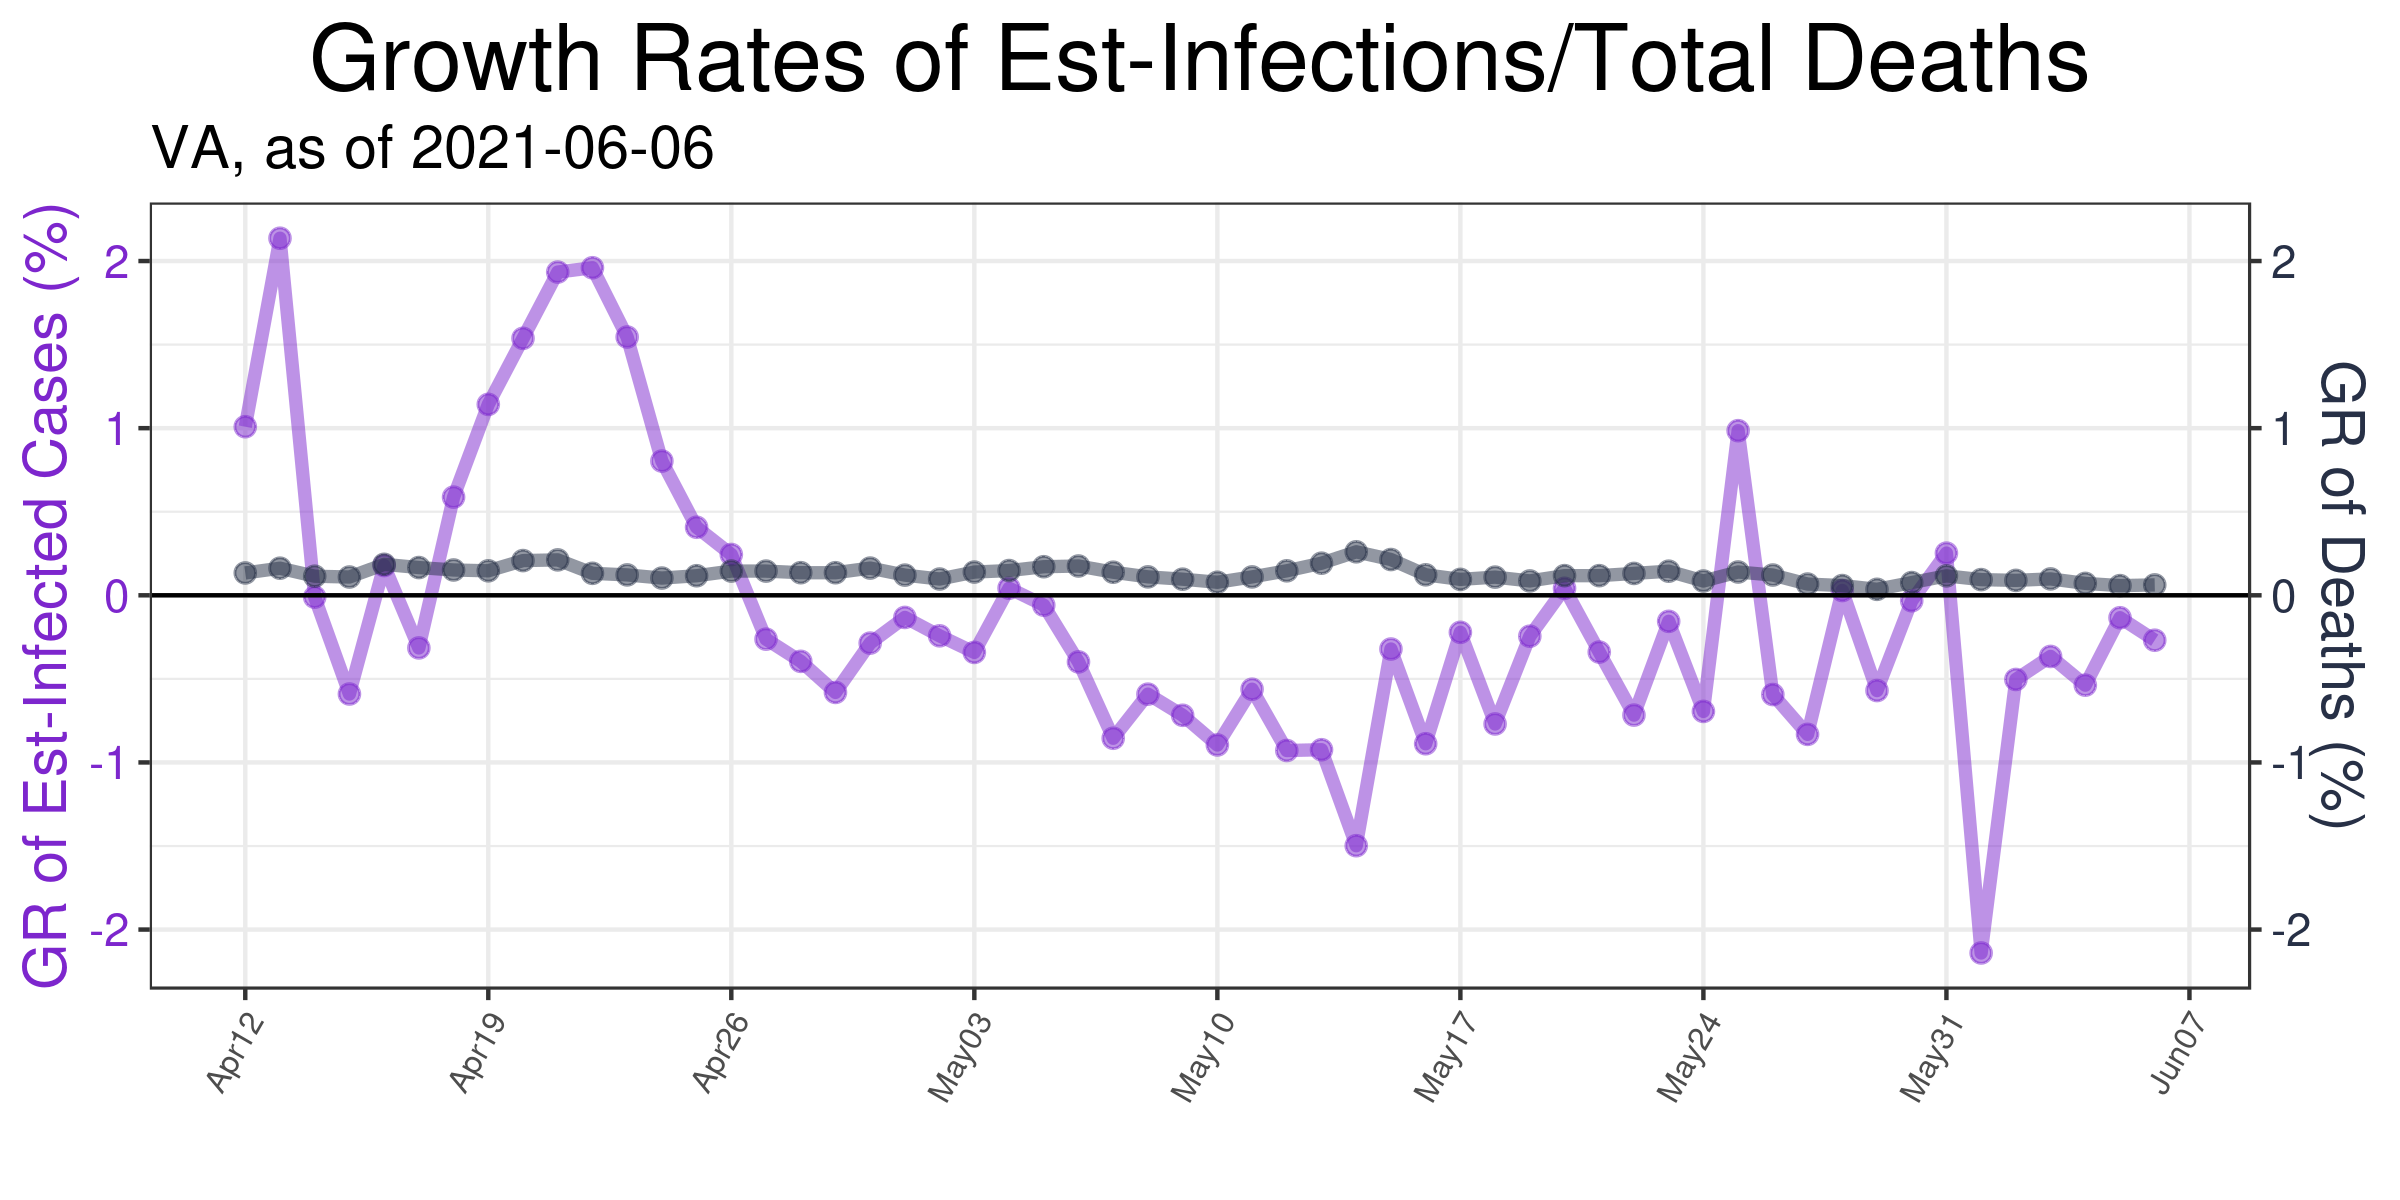 Growth Rates of Est-Infections/Total Deaths
VA, as of 2021-06-06
GR of Est-Infected Cases (%)
2
1
0
-1
-2
2
1
0
-1
-2
GR of Deaths (%)
Apr12
Apr19
Apr26
May03
May10
May17
May24
May31
Jun07